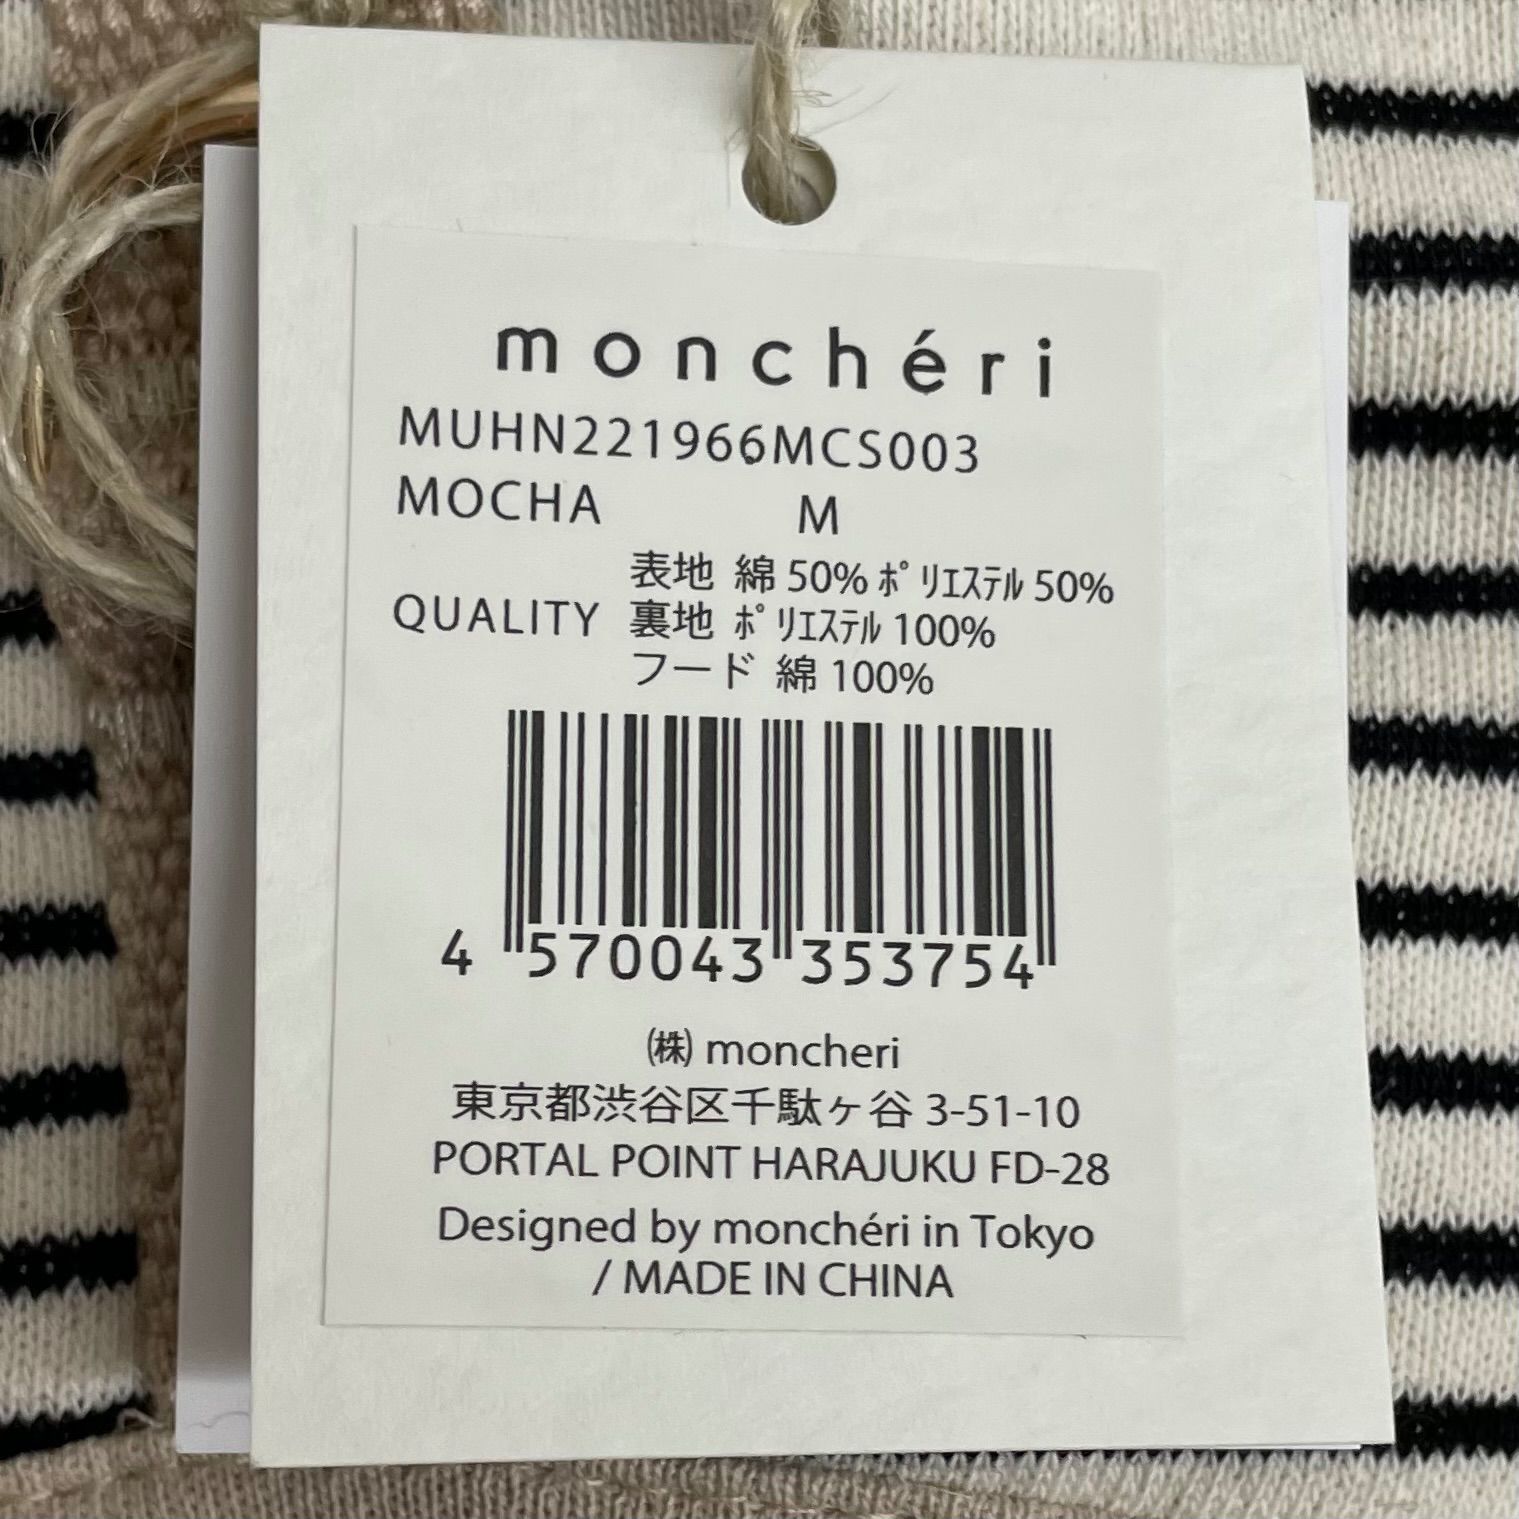 monchéri
MUHN221966MCS003
MOCHA M
表地 綿 50% ﾎﾟﾘｴｽﾃﾙ 50%
QUALITY 裏地 ﾎﾟﾘｴｽﾃﾙ 100%
フード 綿 100%
4 570043 353754
㈱ moncheri
東京都渋谷区千駄ヶ谷 3-51-10
PORTAL POINT HARAJUKU FD-28
Designed by monchéri in Tokyo
/ MADE IN CHINA